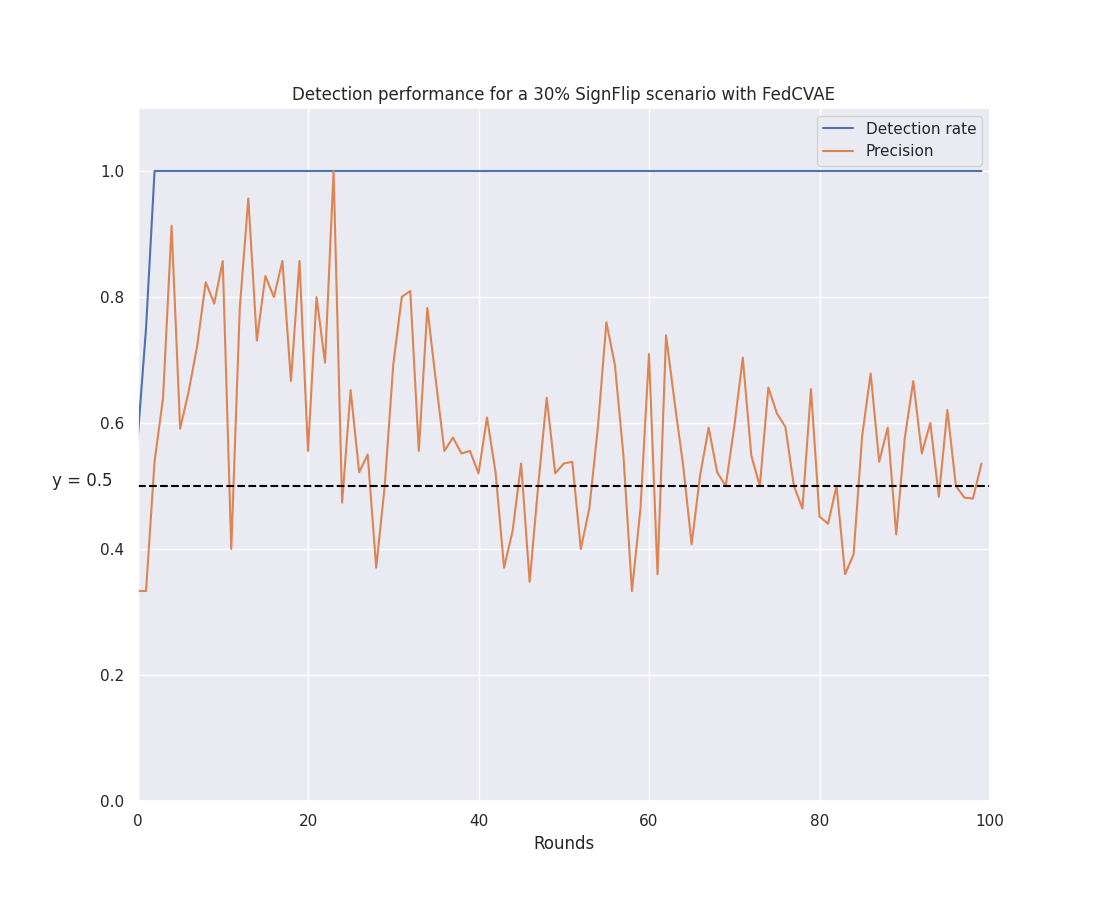 Detection performance for a 30% SignFlip scenario with FedCVAE
Detection rate
Precision
1.0
0.8
0.6
y = 0.5
0.4
0.2
0.0
0 20 40 60 80 100
Rounds